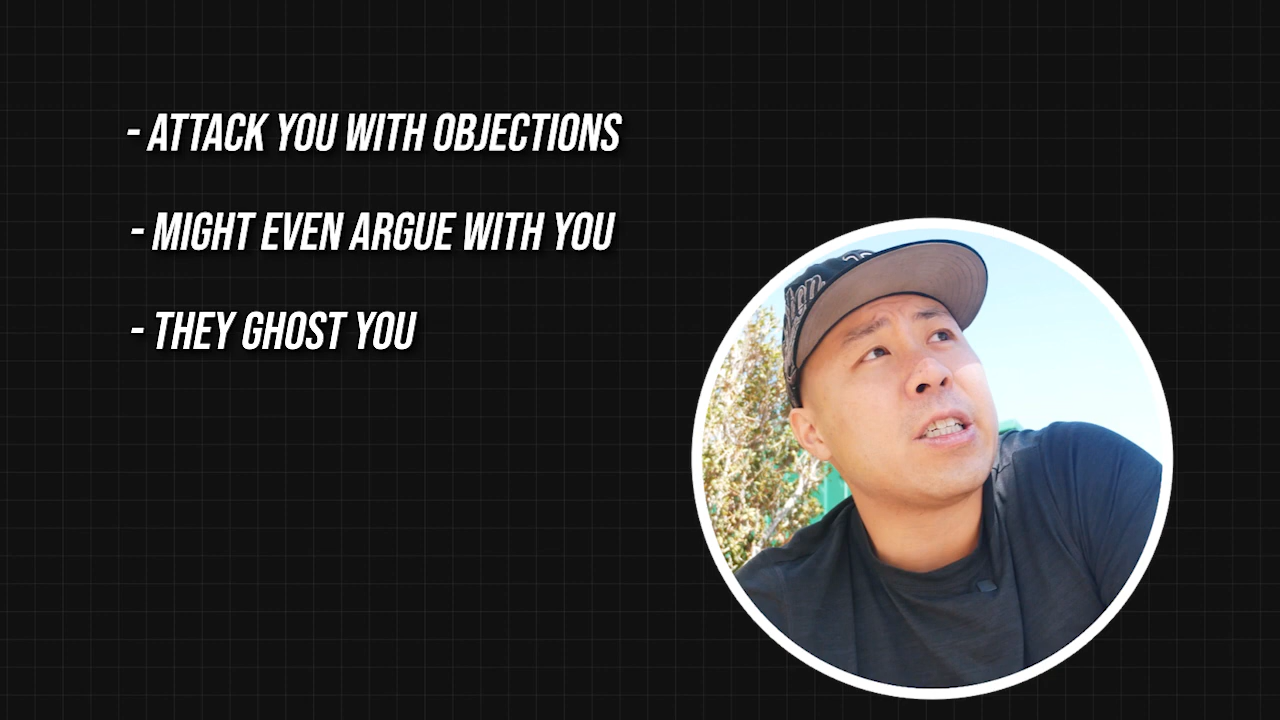 - ATTACK YOU WITH OBJECTIONS
- MIGHT EVEN ARGUE WITH YOU
- THEY GHOST YOU